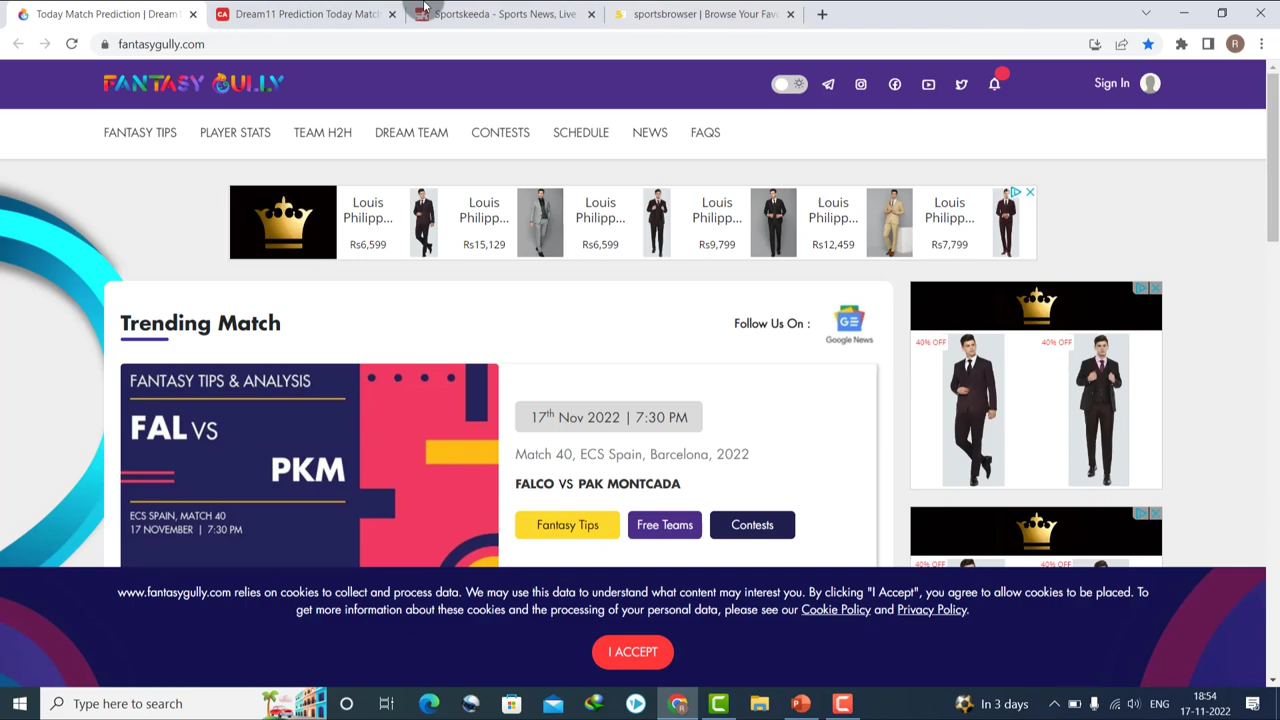 Today Match Prediction | Dream1
CA Dream11 Prediction Today Match
Sportskeeda - Sports News, Live
S sportsbrowser | Browse Your Fav
fantasygully.com
R
FANTASY GULLY
Sign In
FANTASY TIPS PLAYER STATS TEAM H2H DREAM TEAM CONTESTS SCHEDULE NEWS FAQS
Louis Philipp... Rs6,599
Louis Philipp... Rs15,129
Louis Philipp... Rs6,599
Louis Philipp... Rs9,799
Louis Philipp... Rs12,459
Louis Philipp... Rs7,799
Trending Match
Follow Us On :
GE
Google News
40% OFF 40% OFF
FANTASY TIPS & ANALYSIS
FAL VS
PKM
ECS SPAIN, MATCH 40
17 NOVEMBER | 7:30 PM
17th Nov 2022 | 7:30 PM
Match 40, ECS Spain, Barcelona, 2022
FALCO VS PAK MONTCADA
Fantasy Tips Free Teams Contests
40% OFF 40% OFF
www.fantasygully.com relies on cookies to collect and process data. We may use this data to understand what content may interest you. By clicking "I Accept", you agree to allow cookies to be placed. To
get more information about these cookies and the processing of your personal data, please see our Cookie Policy and Privacy Policy.
I ACCEPT
Type here to search
In 3 days
ENG
18:54
17-11-2022